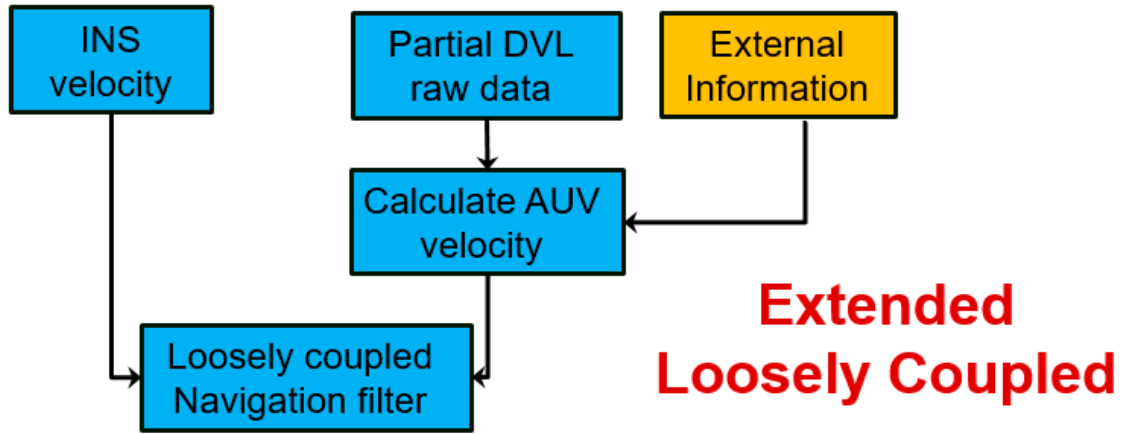 INS
velocity
Partial DVL
raw data
External
Information
Calculate AUV
velocity
Loosely coupled
Navigation filter
Extended
Loosely Coupled